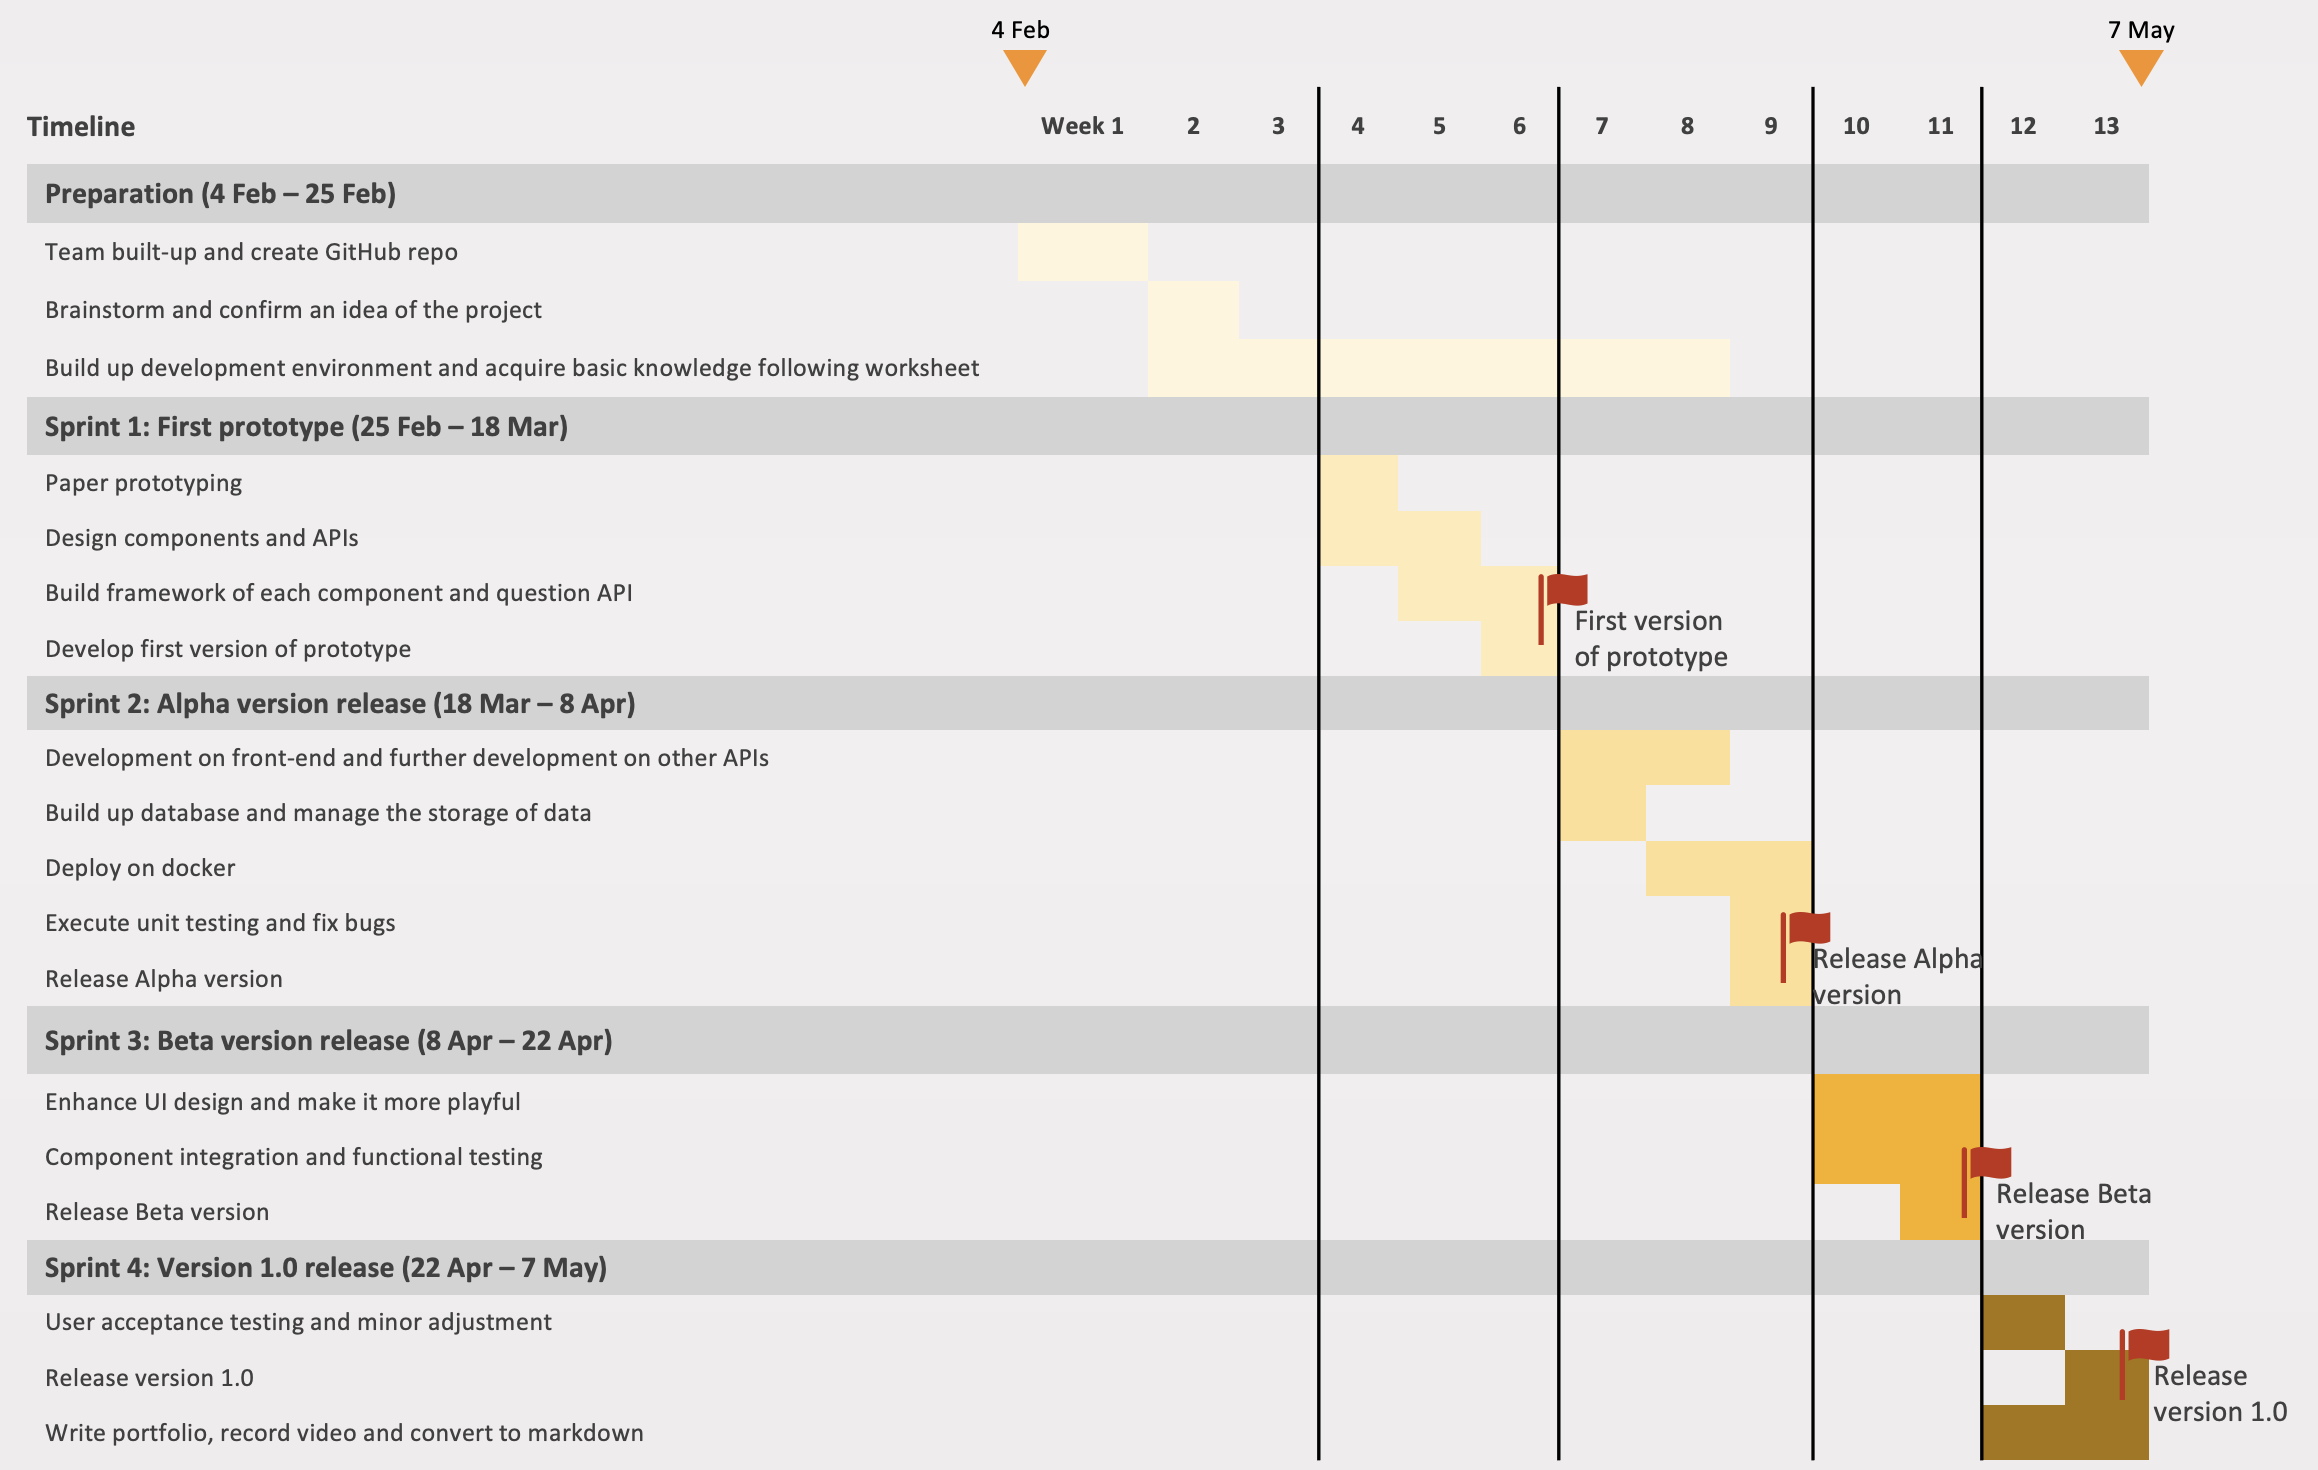 4 Feb
7 May
Timeline Week 1 2 3 4 5 6 7 8 9 10 11 12 13
Preparation (4 Feb – 25 Feb)
Team built-up and create GitHub repo
Brainstorm and confirm an idea of the project
Build up development environment and acquire basic knowledge following worksheet
Sprint 1: First prototype (25 Feb – 18 Mar)
Paper prototyping
Design components and APIs
Build framework of each component and question API
First version
of prototype
Develop first version of prototype
Sprint 2: Alpha version release (18 Mar – 8 Apr)
Development on front-end and further development on other APIs
Build up database and manage the storage of data
Deploy on docker
Execute unit testing and fix bugs
Release Alpha
version
Release Alpha version
Sprint 3: Beta version release (8 Apr – 22 Apr)
Enhance UI design and make it more playful
Component integration and functional testing
Release Beta
version
Release Beta version
Sprint 4: Version 1.0 release (22 Apr – 7 May)
User acceptance testing and minor adjustment
Release version 1.0
Release
version 1.0
Write portfolio, record video and convert to markdown